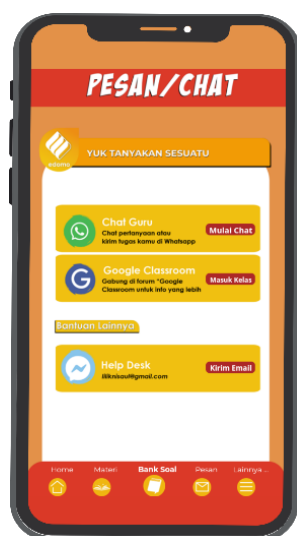 PESAN/CHAT
YUK TANYAKAN SESUATU
Chat Guru
Chat pertanyaan atau
kirim tugas kamu di Whatsapp
Mulai Chat
G
Google Classroom
Gabung di forum "Google
Classroom untuk info yang lebih
Masuk Kelas
Bantuan Lainnya
Help Desk
Kirim Email
Home Materi Bank Soal Pesan Lainnya ...